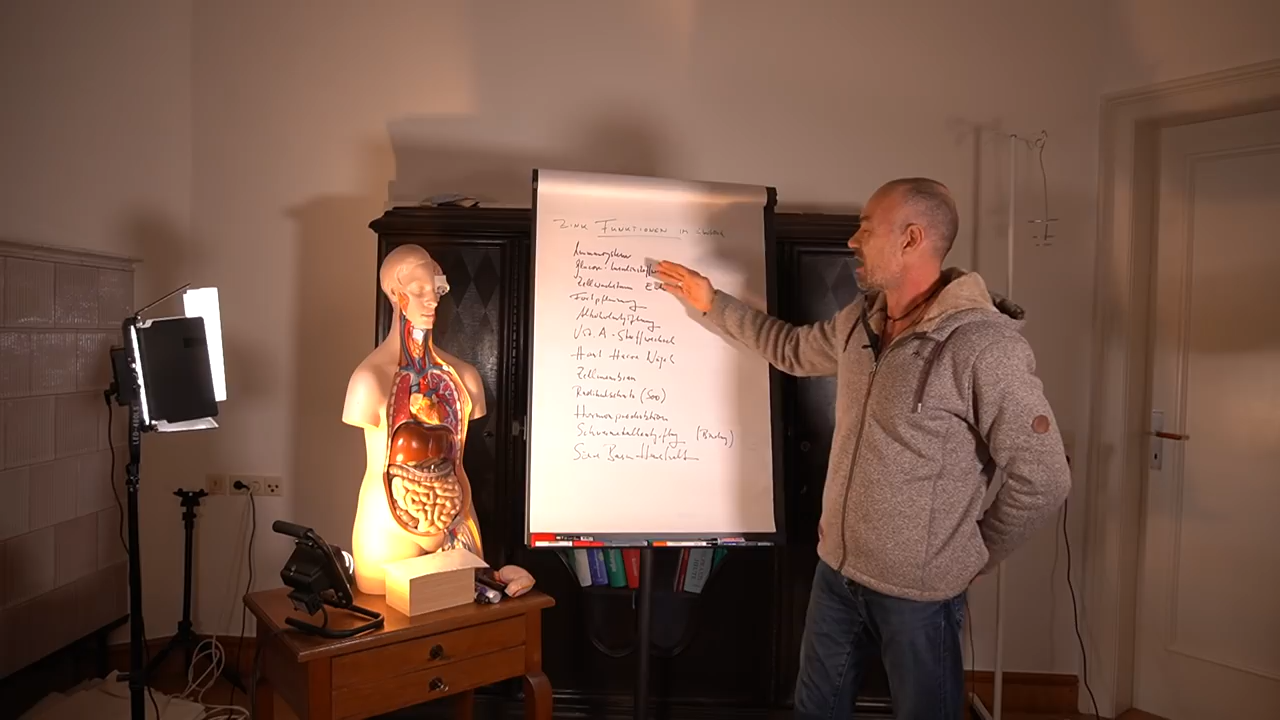 ZINK FUNKTIONEN IM
Immunsystem
Glucose-
Zellwachstum
Fortpflanzung
Alkoholentgiftung
Vit. A - Stoffwechsel
Haut Haare Nägel
Zellmembran
Radikalschutz (SOD)
Hormonproduktion
Schwermetallentgiftung (Bindung)
Säure Basen-Haushalt